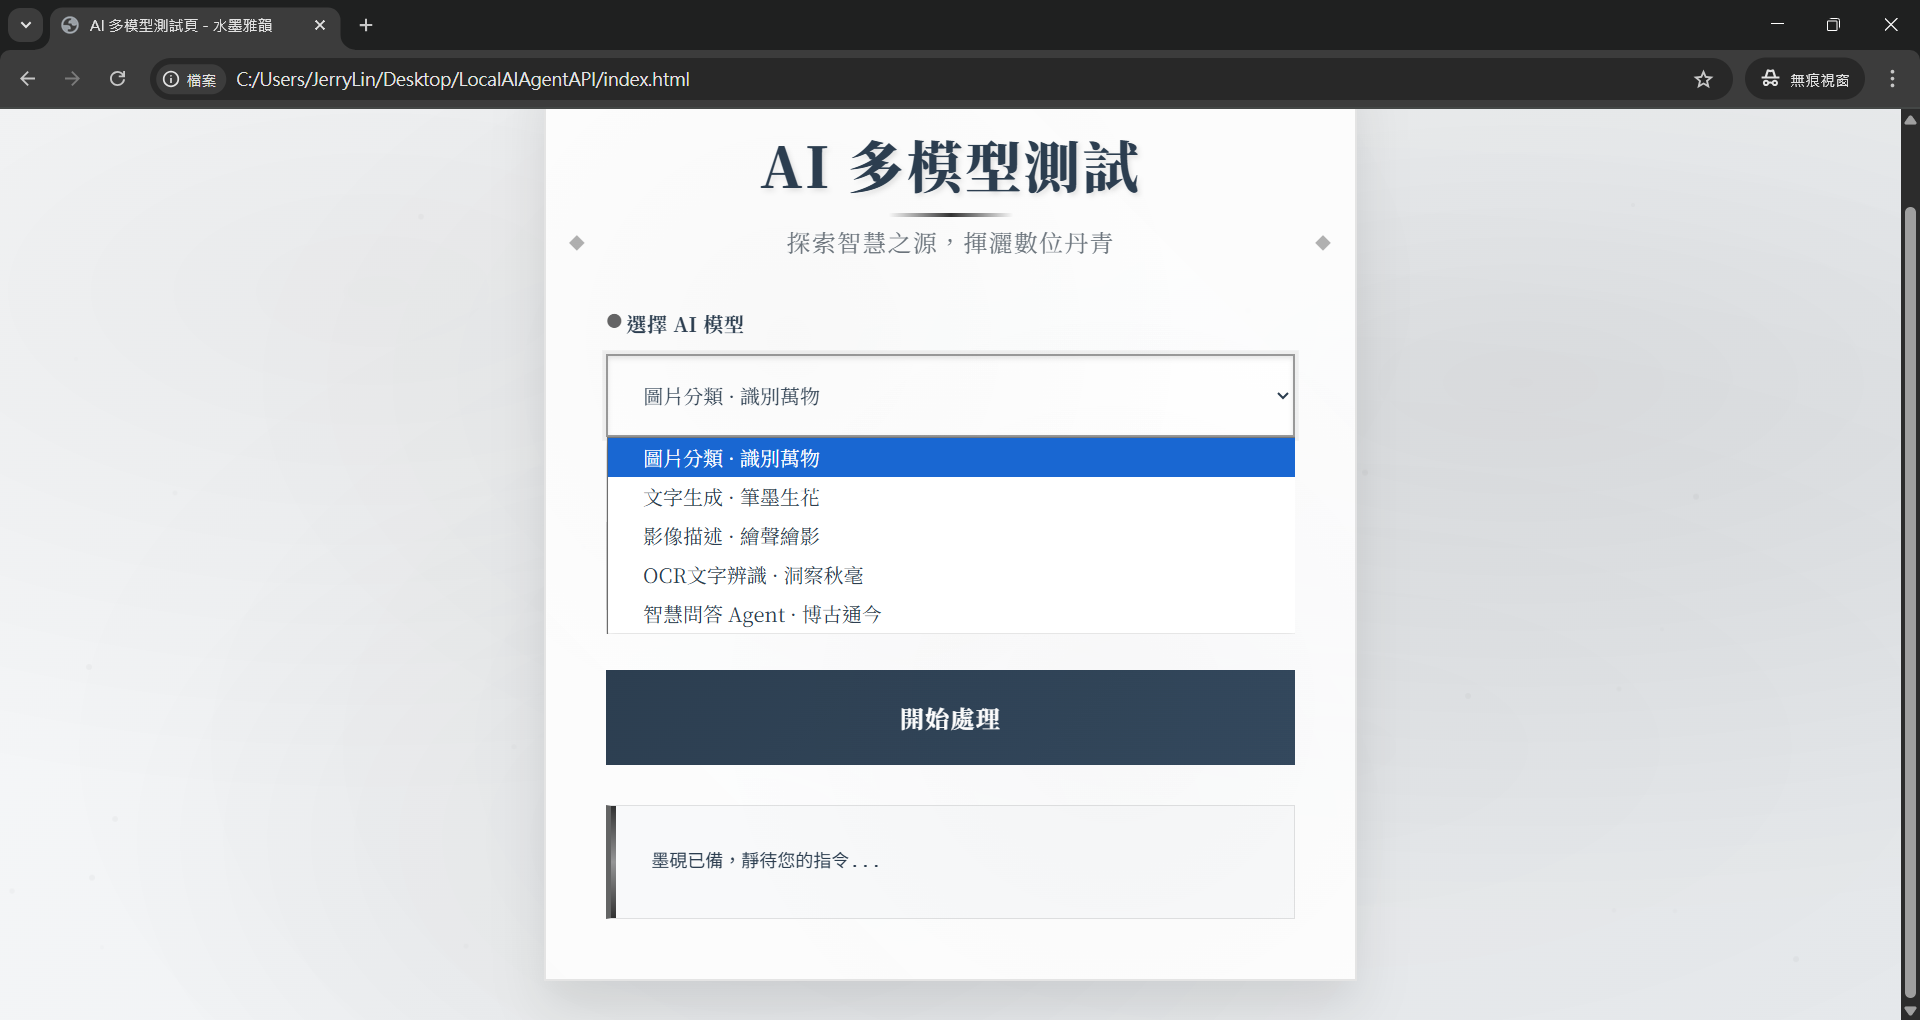 AI 多模型測試頁 - 水墨雅韻
檔案
C:/Users/JerryLin/Desktop/LocalAIAgentAPI/index.html
無痕視窗
AI 多模型測試
探索智慧之源，揮灑數位丹青
選擇 AI 模型
圖片分類 · 識別萬物
圖片分類 · 識別萬物
文字生成 · 筆墨生花
影像描述 · 繪聲繪影
OCR文字辨識 · 洞察秋毫
智慧問答 Agent · 博古通今
開始處理
墨硯已備，靜待您的指令...